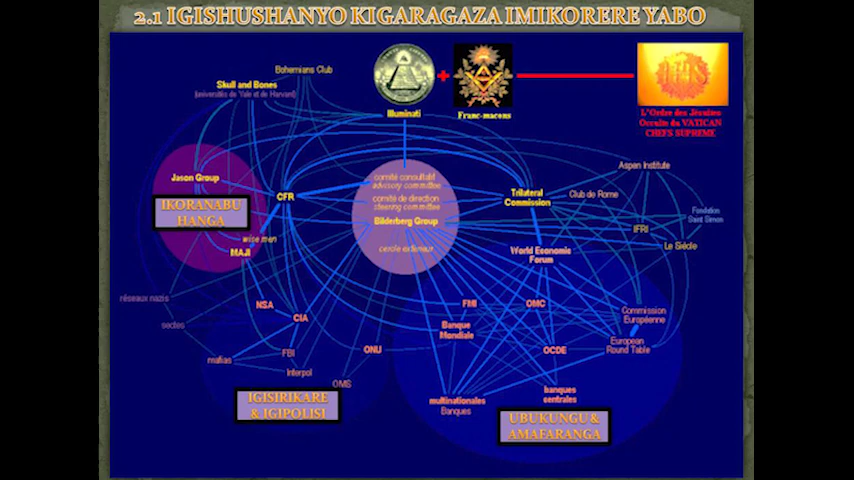 2.1 IGISHUSHANYO KIGARAGAZA IMIKORERE YABO
Bohemians Club
Skull and Bones
(universités de Yale et de Harvard)
Illuminati
+
Franc-macons
IHS
L'Ordre des Jésuites
Occulte du VATICAN
CHEFS SUPREME
Jason Group
IKORANABU
HANGA
CFR
wise men
MAJI
comité consultatif
advisory committee
comité de direction
steering committee
Bilderberg Group
cercle extérieur
Trilateral
Commission
Club de Rome
Aspen Institute
Fondation
Saint Simon
IFRI
Le Siècle
World Economic
Forum
réseaux nazis
sectes
mafias
NSA
CIA
FBI
Interpol
ONU
OMS
IGISIRIKARE
& IGIPOLISI
FMI
OMC
Banque
Mondiale
Commission
Européenne
European
Round Table
OCDE
multinationales
Banques
banques
centrales
UBUKUNGU &
AMAFARANGA